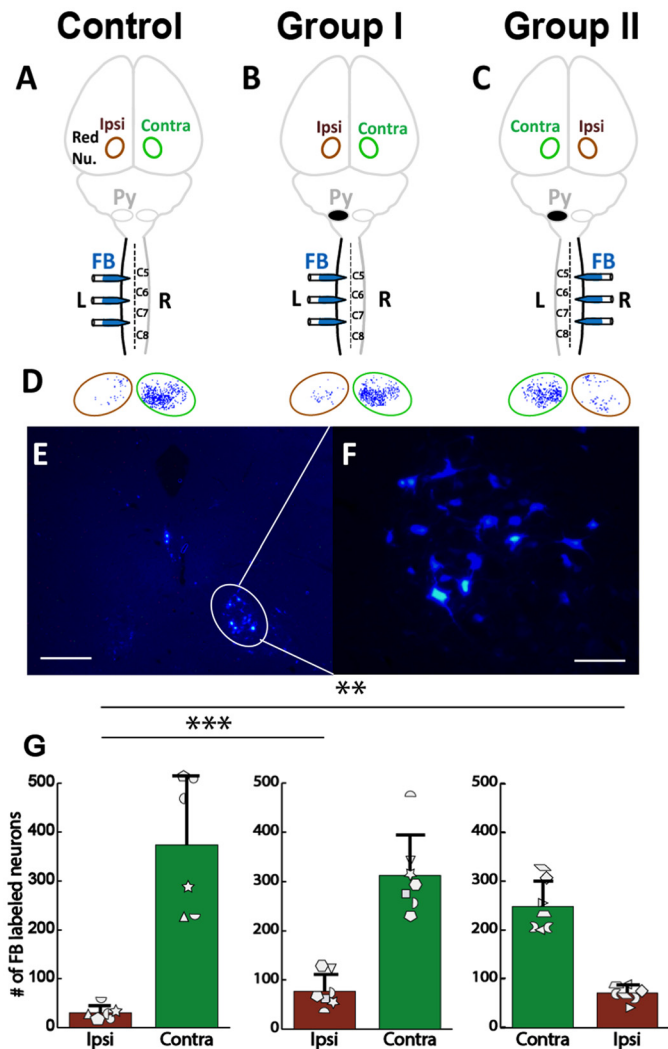 Control Group I Group II
A B C
Ipsi Contra Ipsi Contra Contra Ipsi
Red
Nu.
Py Py Py
FB FB FB
L C5 R L C5 R L C5 R
C6 C6 C6
C7 C7 C7
C8 C8 C8
D
E F
**
***
G
# of FB labeled neurons
500 500 500
400 400 400
300 300 300
200 200 200
100 100 100
0 0 0
Ipsi Contra Ipsi Contra Contra Ipsi